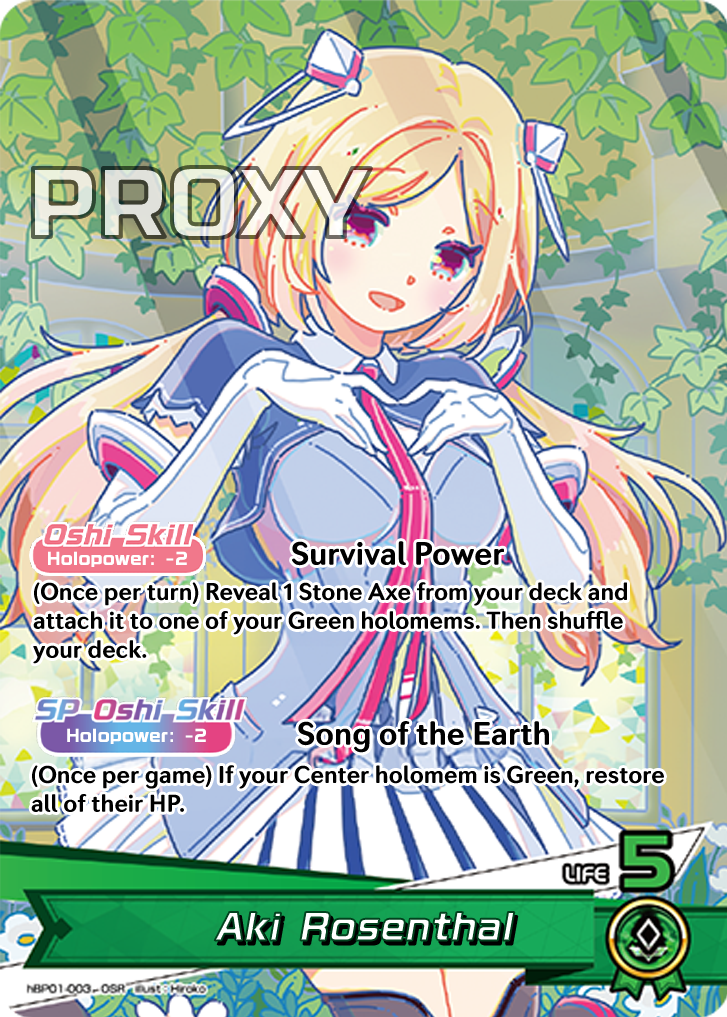 PROXY
Oshi Skill
Holopower: -2
Survival Power
(Once per turn) Reveal 1 Stone Axe from your deck and
attach it to one of your Green holomems. Then shuffle
your deck.
SP Oshi Skill
Holopower: -2
Song of the Earth
(Once per game) If your Center holomem is Green, restore
all of their HP.
LIFE 5
Aki Rosenthal
hBP01-003 - OSR illust : Hiroko